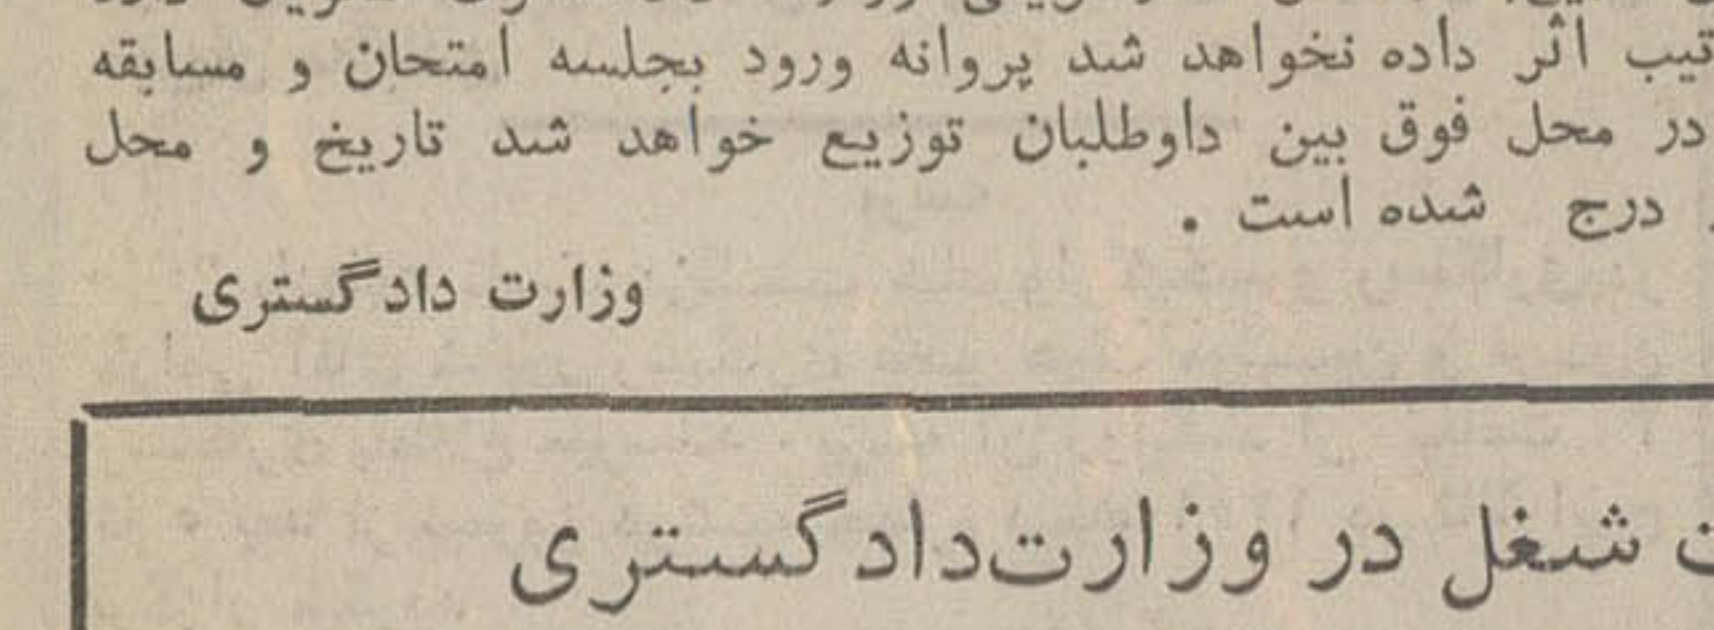 تیب اثر داده نخواهد شد پروانه ورود بجلسه امتحان و مسابقه
در محل فوق بین داوطلبان توزیع خواهد شد تاریخ و محل
درج شده است .
وزارت دادگستری
شغل در وزارت‌دادگستری